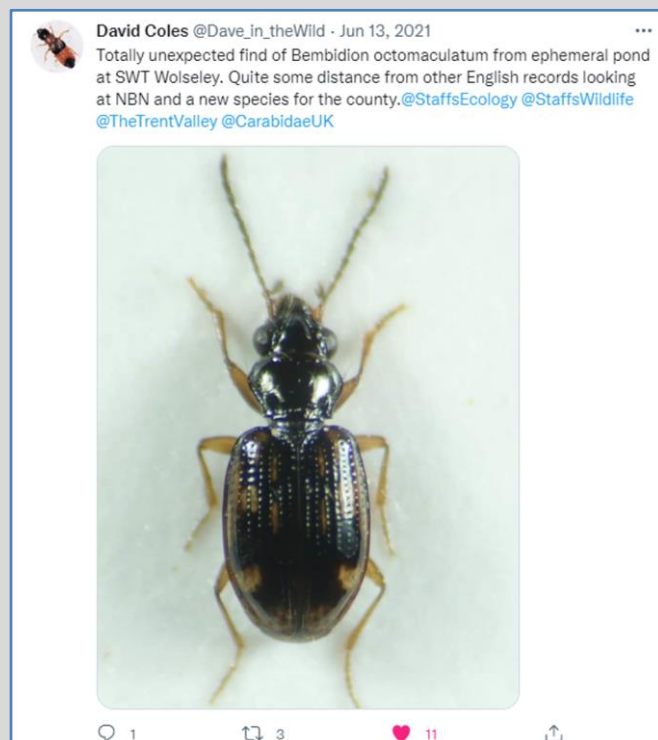 David Coles @Dave_in_theWild · Jun 13, 2021 ...
Totally unexpected find of Bembidion octomaculatum from ephemeral pond
at SWT Wolseley. Quite some distance from other English records looking
at NBN and a new species for the county.@StaffsEcology @StaffsWildlife
@TheTrentValley @CarabidaeUK
1 3 11